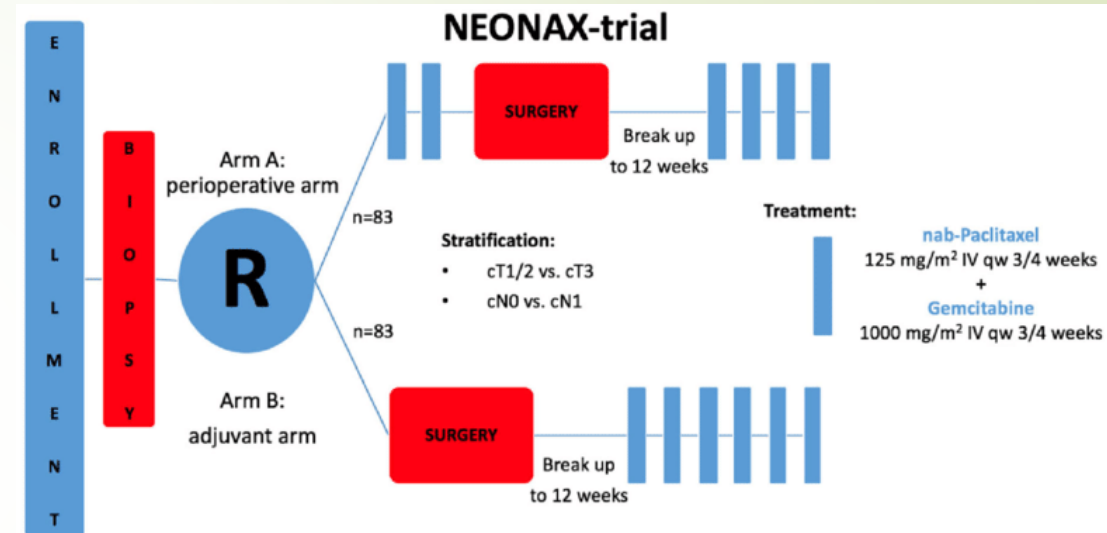 NEONAX-trial
ENROLLMENT
BIOPSY
Arm A:
perioperative arm
R
Arm B:
adjuvant arm
n=83
n=83
SURGERY
Break up
to 12 weeks
Stratification:
• cT1/2 vs. cT3
• cN0 vs. cN1
Treatment:
nab-Paclitaxel
125 mg/m² IV qw 3/4 weeks
+
Gemcitabine
1000 mg/m² IV qw 3/4 weeks
SURGERY
Break up
to 12 weeks